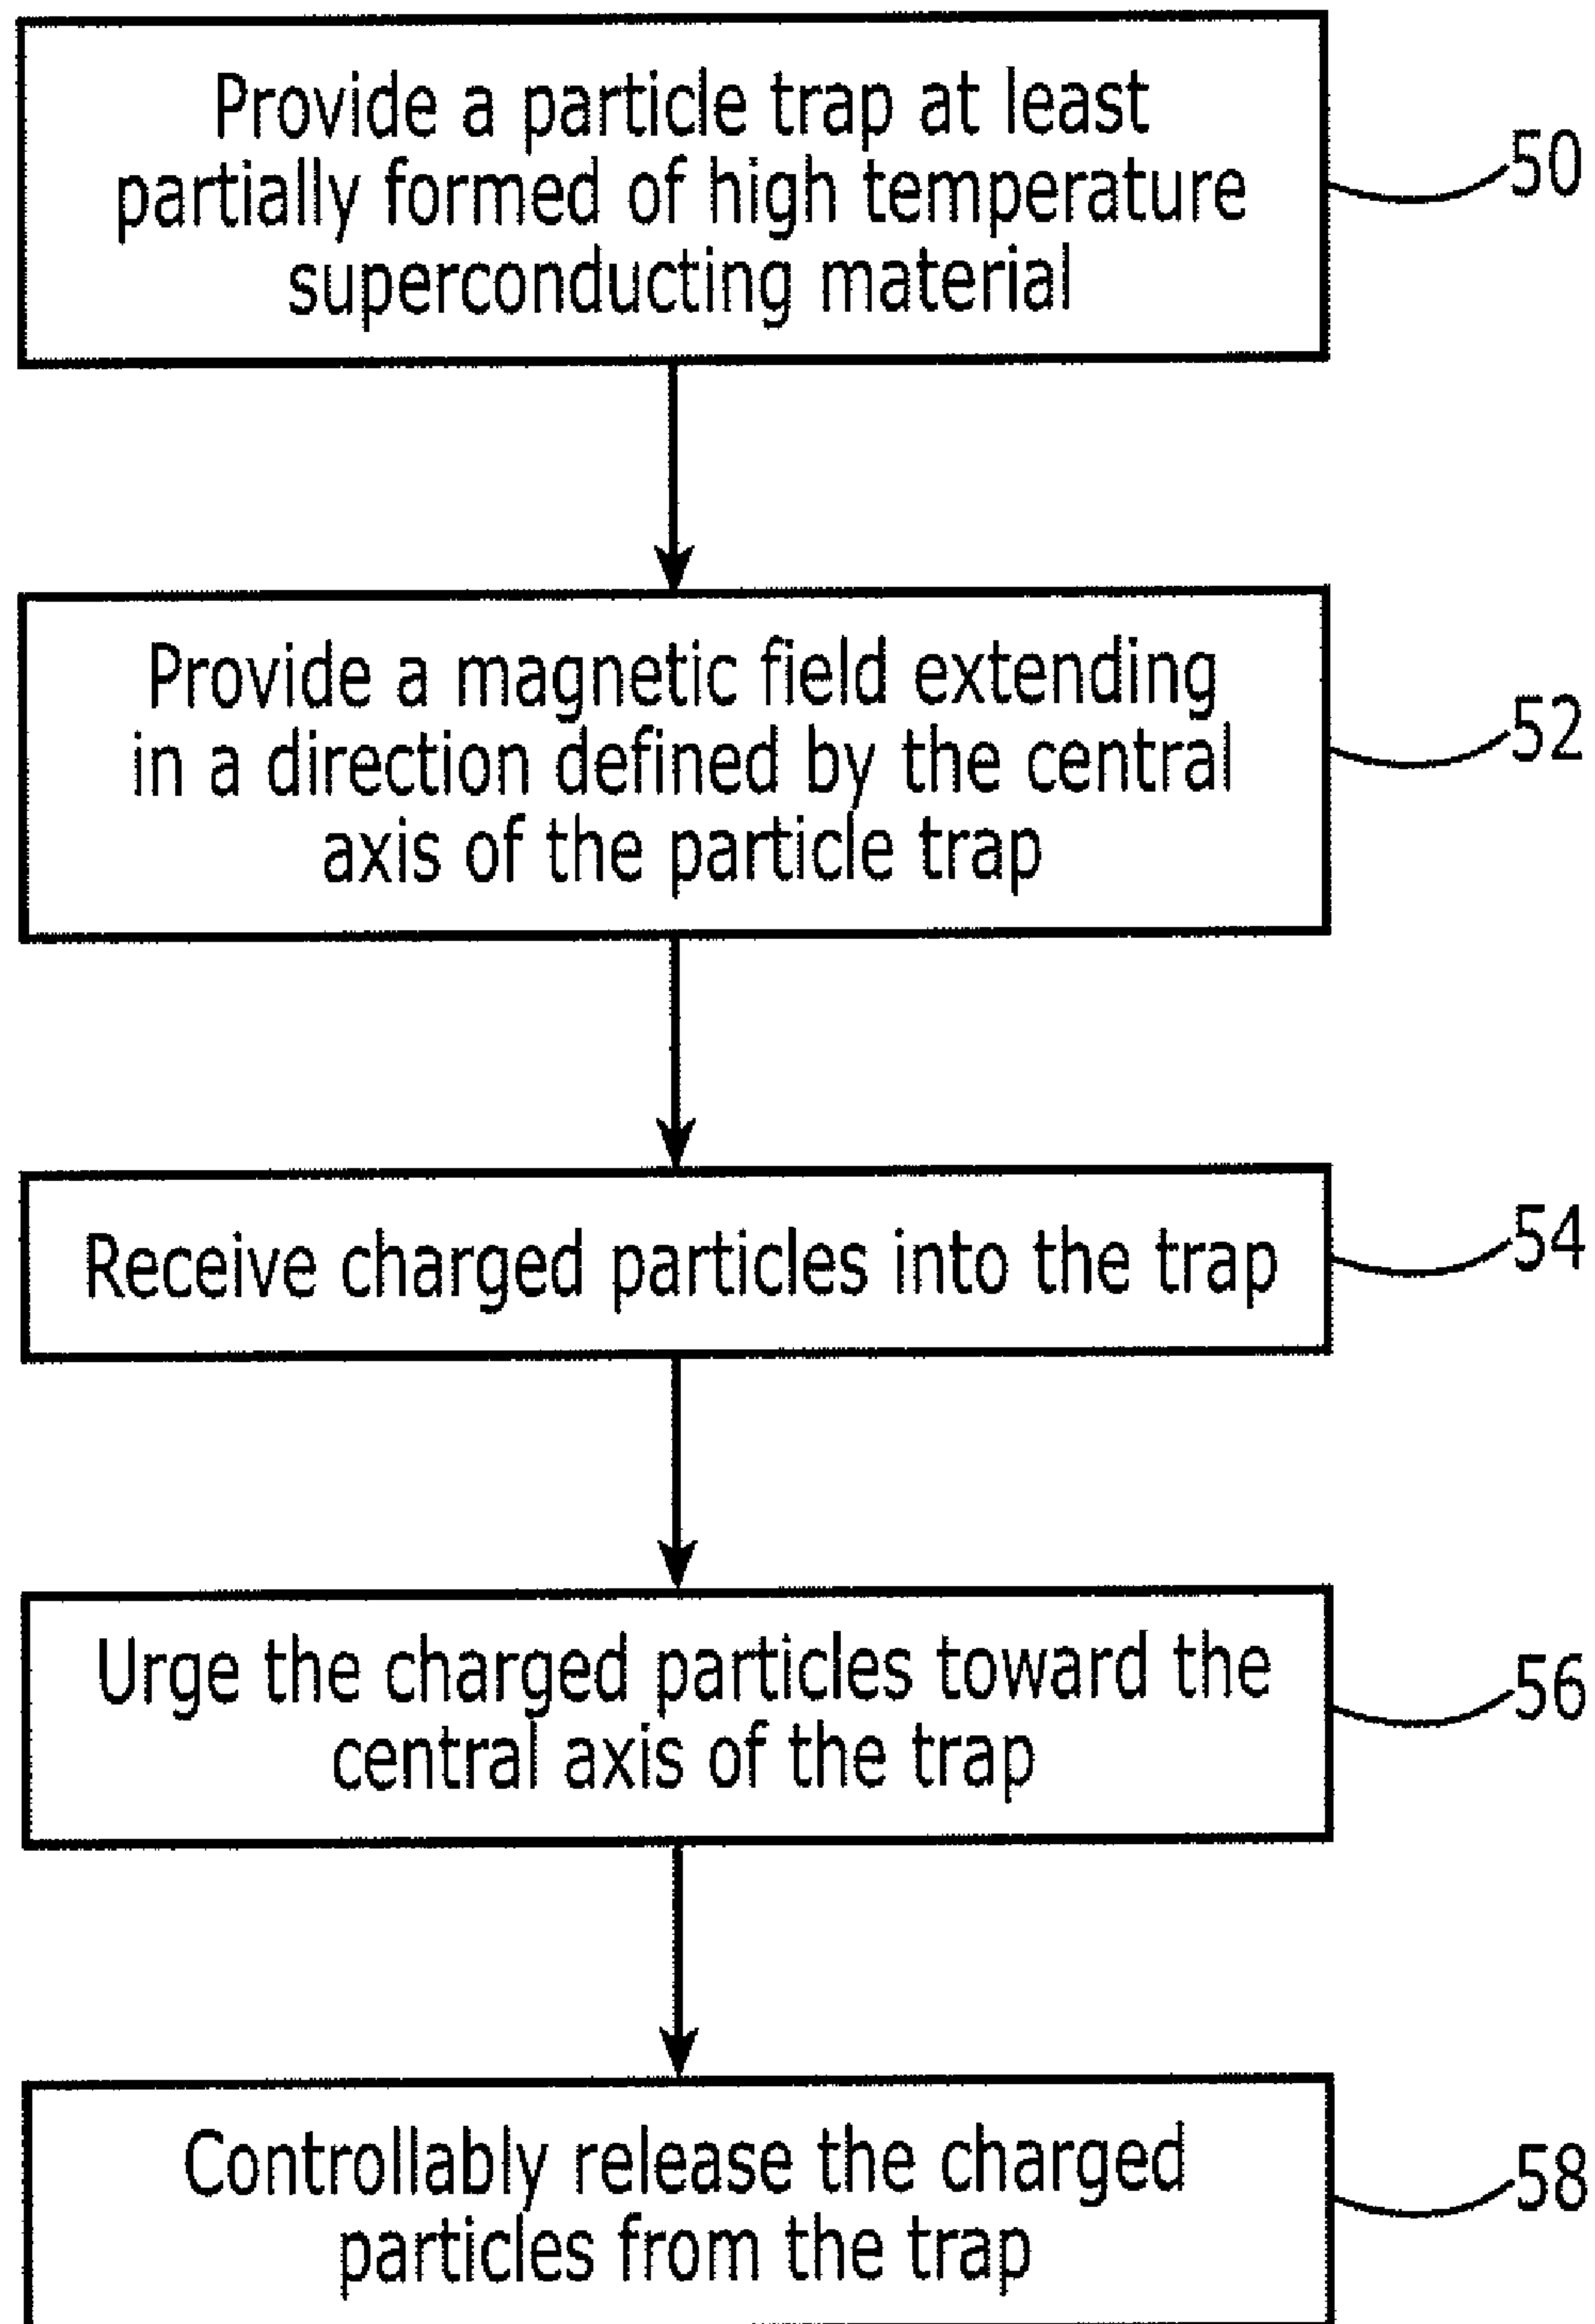 Provide a particle trap at least
partially formed of high temperature
superconducting material
50
Provide a magnetic field extending
in a direction defined by the central
axis of the particle trap
52
Receive charged particles into the trap
54
Urge the charged particles toward the
central axis of the trap
56
Controllably release the charged
particles from the trap
58